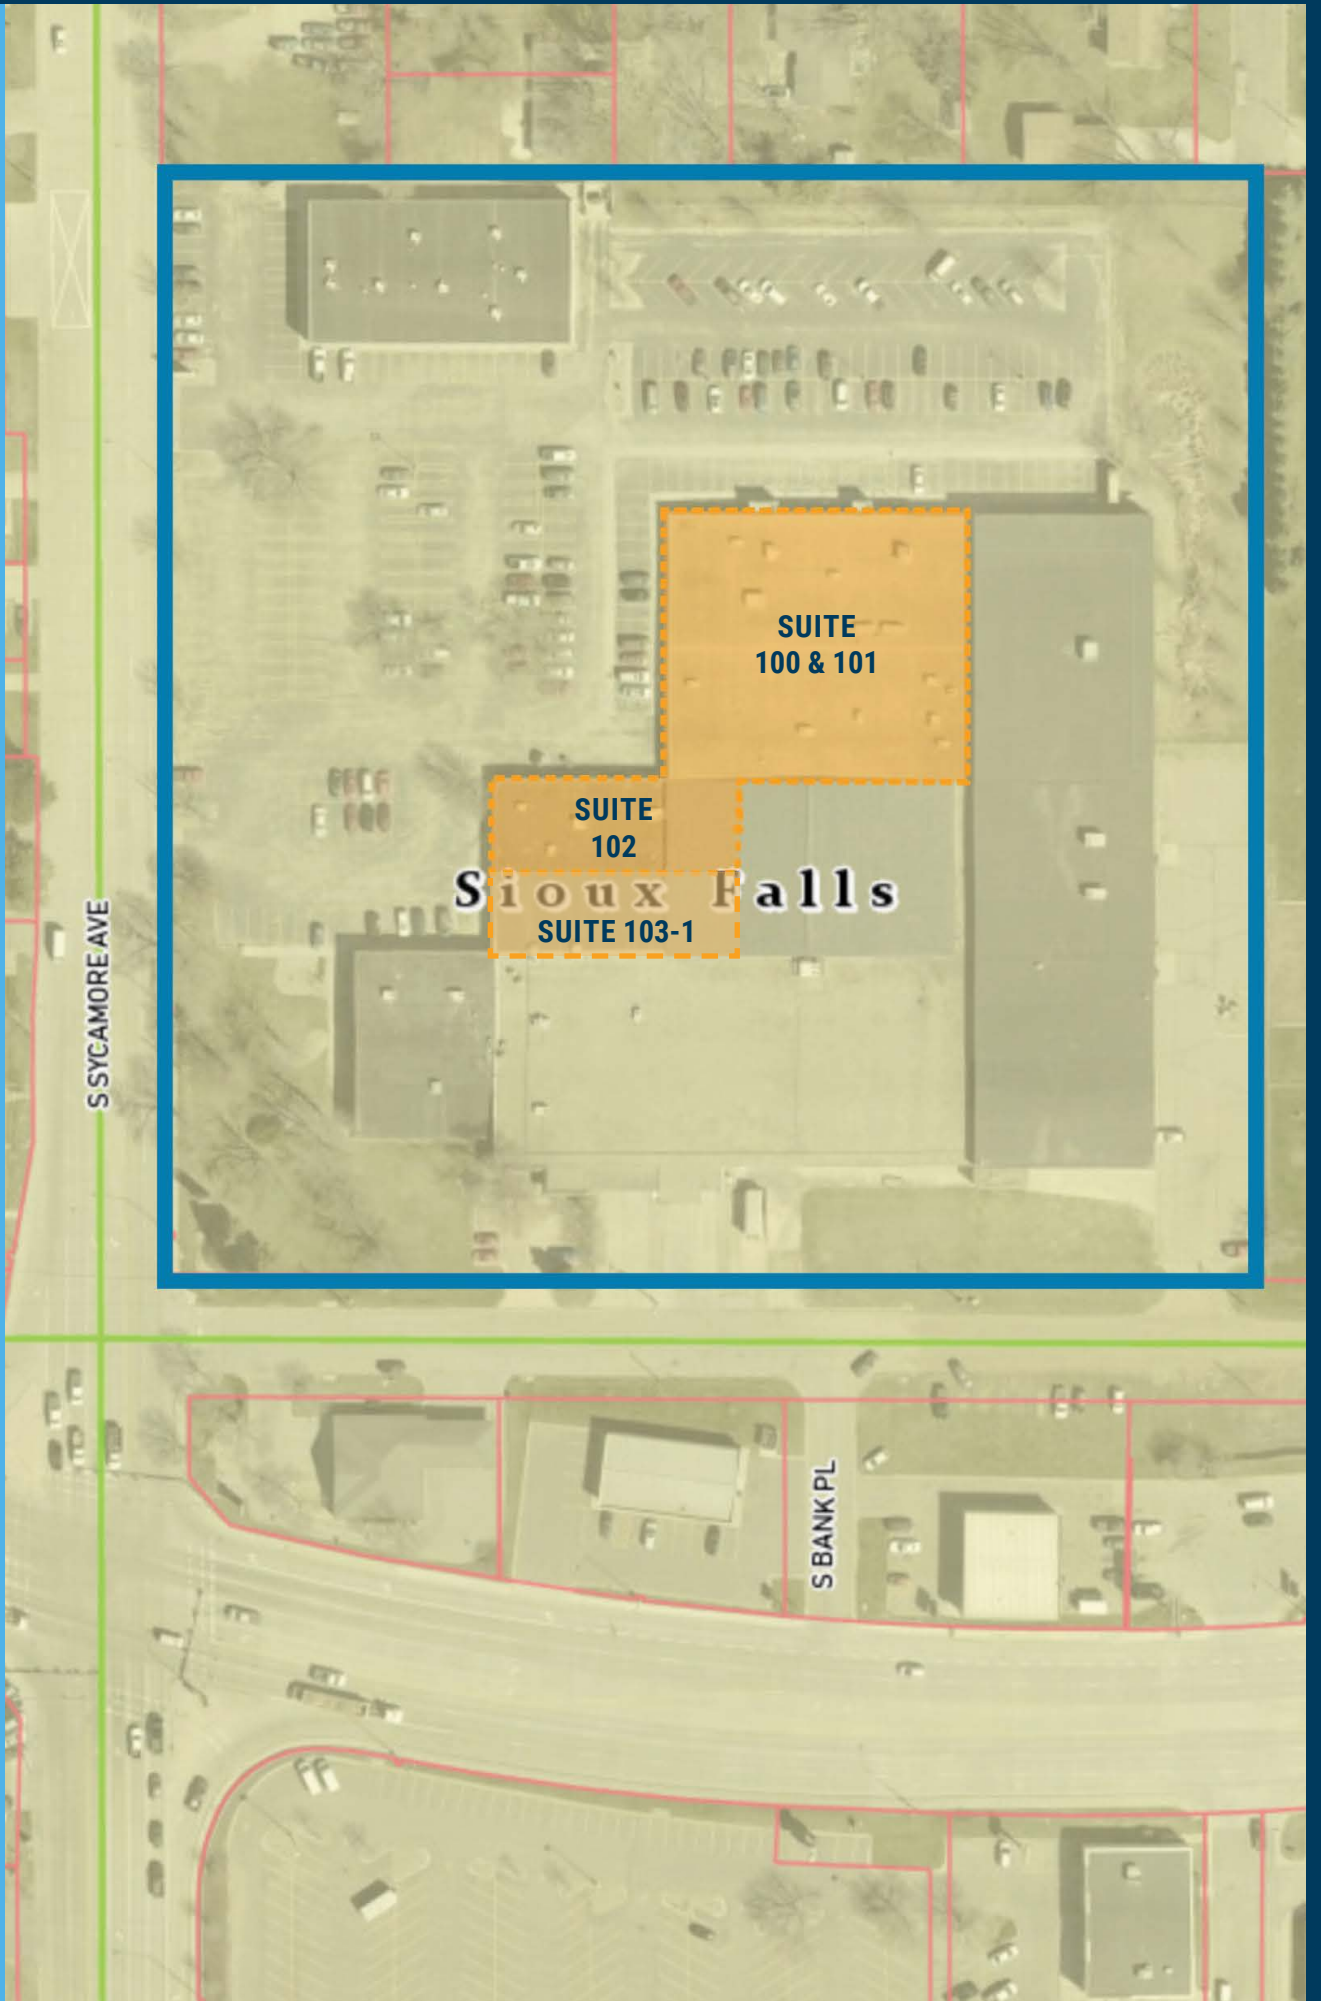 SUITE
100 & 101
SUITE
102
Sioux Falls
SUITE 103-1
S SYCAMORE AVE
S BANK PL